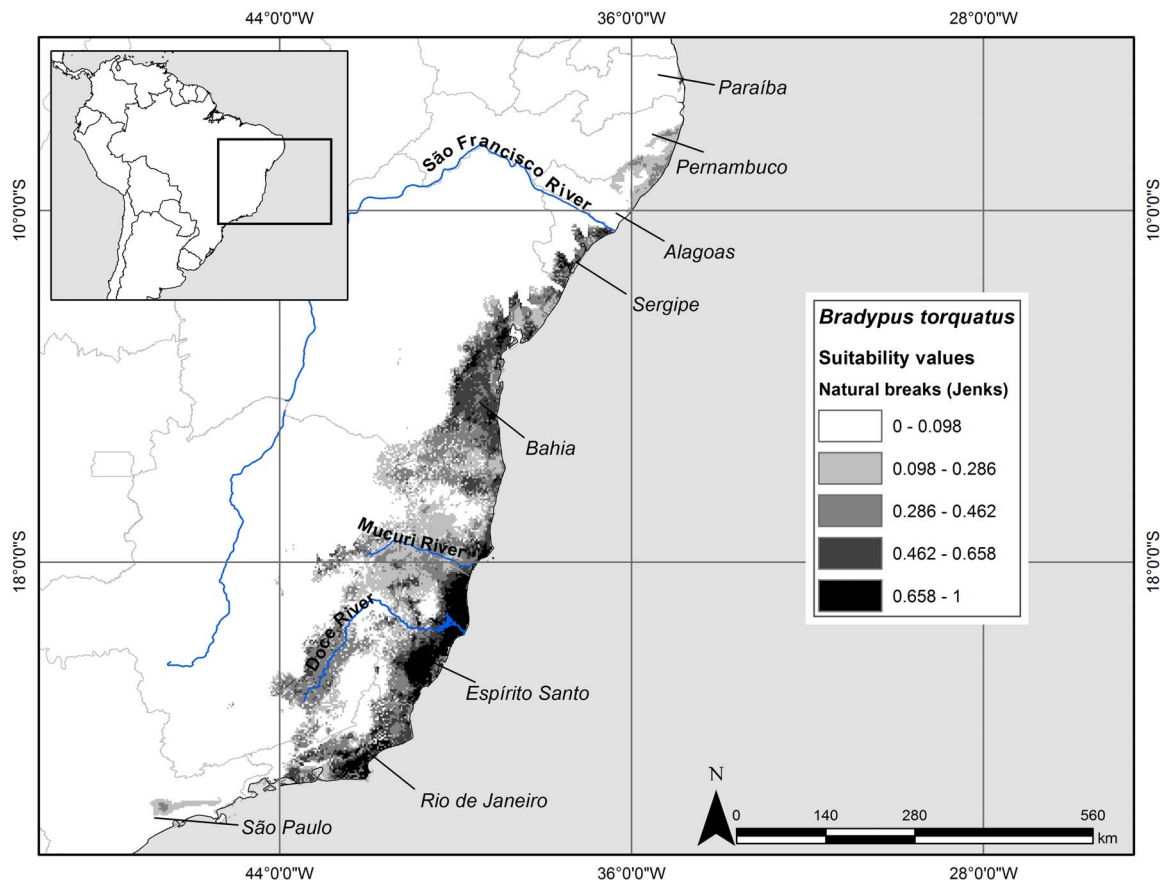 44°0'0"W 36°0'0"W 28°0'0"W
Paraíba
São Francisco River
Pernambuco
10°0'0"S 10°0'0"S
Alagoas
Sergipe
Bradypus torquatus
Suitability values
Natural breaks (Jenks)
0 - 0.098
0.098 - 0.286
0.286 - 0.462
0.462 - 0.658
0.658 - 1
Bahia
Mucuri River
18°0'0"S 18°0'0"S
Doce River
Espírito Santo
Rio de Janeiro
São Paulo
N
0 140 280 560
km
44°0'0"W 36°0'0"W 28°0'0"W